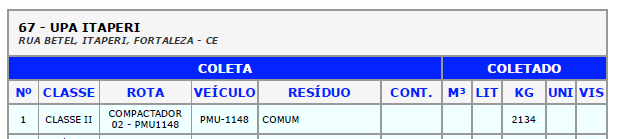 67 - UPA ITAPERI
RUA BETEL, ITAPERI, FORTALEZA - CE
COLETA COLETADO
Nº CLASSE ROTA VEÍCULO RESÍDUO CONT. M³ LIT KG UNI VIS
1 CLASSE II COMPACTADOR 02 - PMU1148 PMU-1148 COMUM 2134